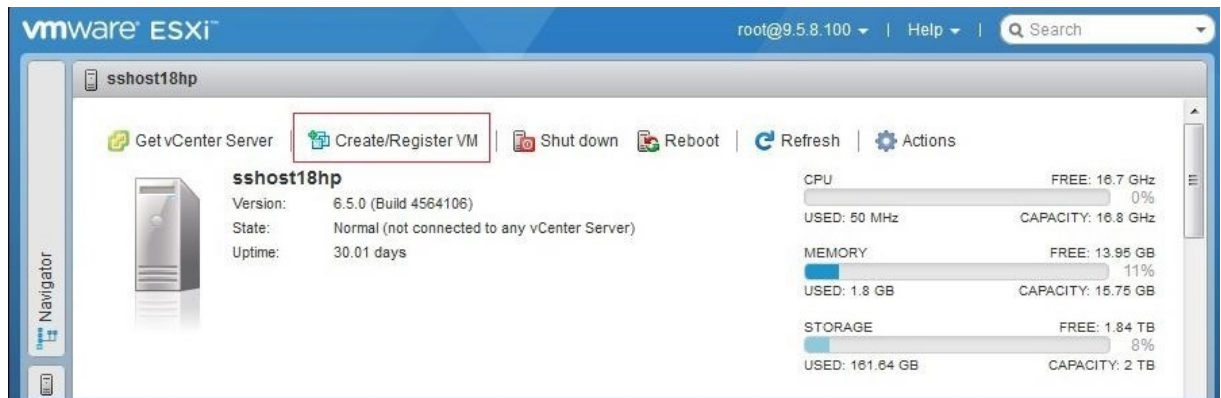 vmware ESXi™
root@9.5.8.100 | Help | Search
sshost18hp
Get vCenter Server | Create/Register VM | Shut down Reboot | Refresh | Actions
sshost18hp
Version: 6.5.0 (Build 4564106)
State: Normal (not connected to any vCenter Server)
Uptime: 30.01 days
CPU FREE: 16.7 GHz
0%
USED: 50 MHz CAPACITY: 16.8 GHz
MEMORY FREE: 13.95 GB
11%
USED: 1.8 GB CAPACITY: 15.75 GB
STORAGE FREE: 1.84 TB
8%
USED: 161.64 GB CAPACITY: 2 TB
Navigator